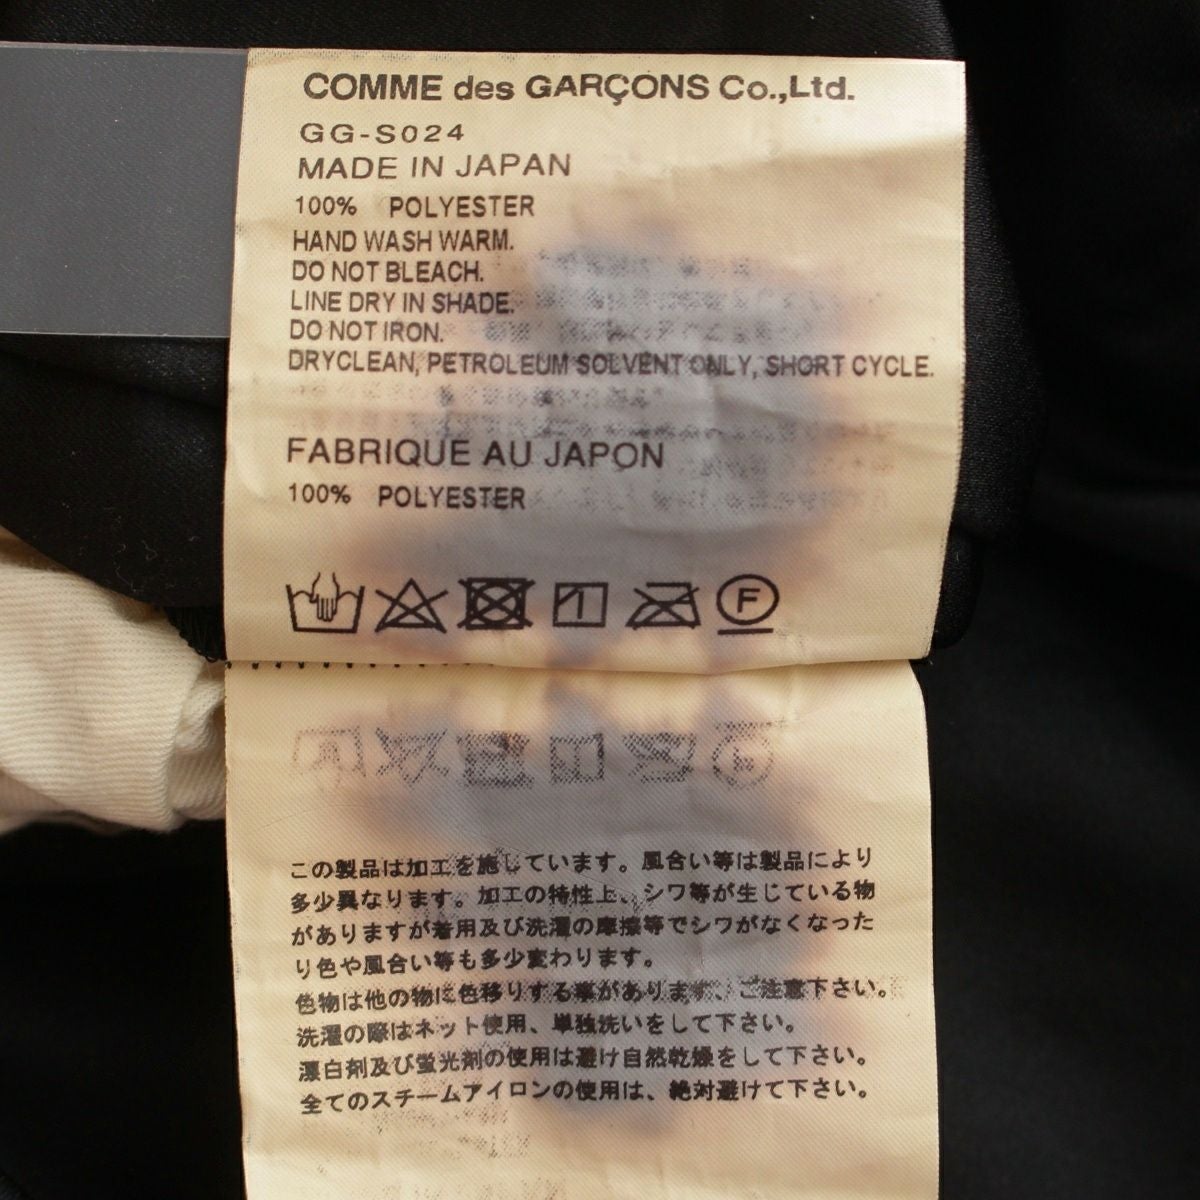 COMME des GARÇONS Co.,Ltd.
GG-S024
MADE IN JAPAN
100% POLYESTER
HAND WASH WARM.
DO NOT BLEACH.
LINE DRY IN SHADE.
DO NOT IRON.
DRYCLEAN, PETROLEUM SOLVENT ONLY, SHORT CYCLE.
FABRIQUE AU JAPON
100% POLYESTER
F
この製品は加工を施しています。風合い等は製品により
多少異なります。加工の特性上、シワ等が生じている物
がありますが着用及び洗濯の摩擦等でシワがなくなった
り色や風合い等も多少変わります。
色物は他の物に色移りする事があります、ご注意下さい。
洗濯の際はネット使用、単独洗いをして下さい。
漂白剤及び蛍光剤の使用は避け自然乾燥をして下さい。
全てのスチームアイロンの使用は、絶対避けて下さい。